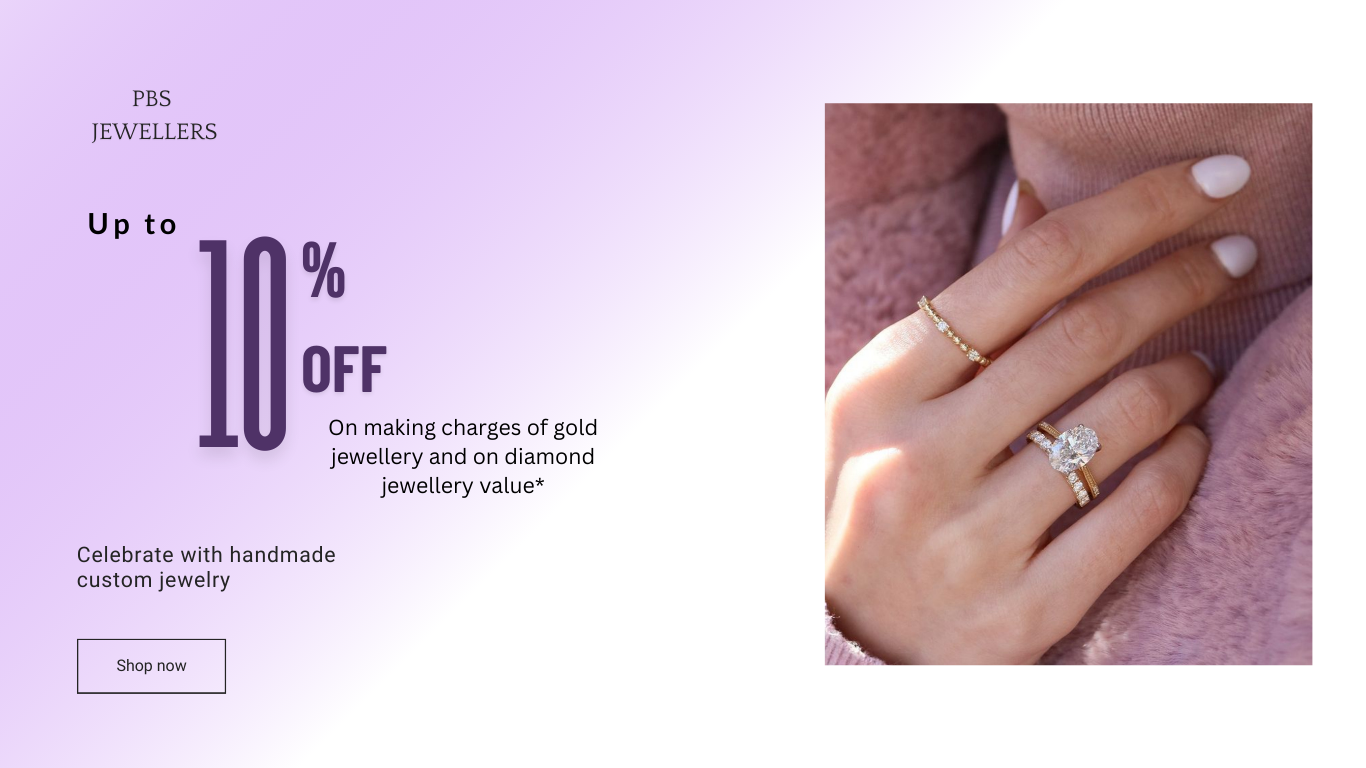 PBS
JEWELLERS
Up to
10
%
OFF
On making charges of gold
jewellery and on diamond
jewellery value*
Celebrate with handmade
custom jewelry
Shop now